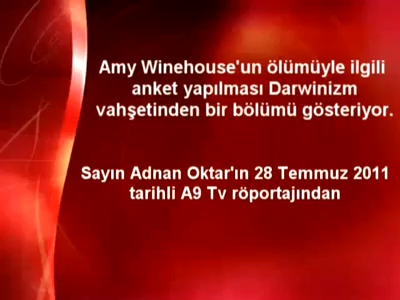 Amy Winehouse'un ölümüyle ilgili
anket yapılması Darwinizm
vahşetinden bir bölümü gösteriyor.
Sayın Adnan Oktar'ın 28 Temmuz 2011
tarihli A9 Tv röportajından